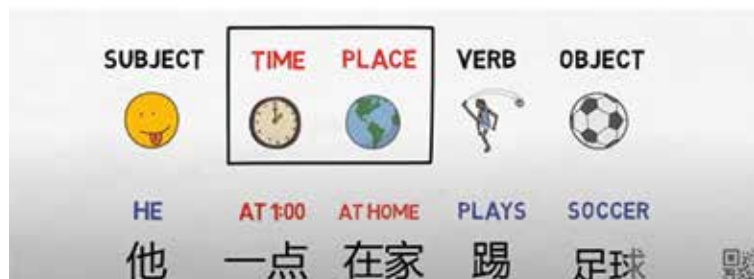 SUBJECT TIME PLACE VERB OBJECT
HE AT 1:00 AT HOME PLAYS SOCCER
他 一点 在家 踢 足球